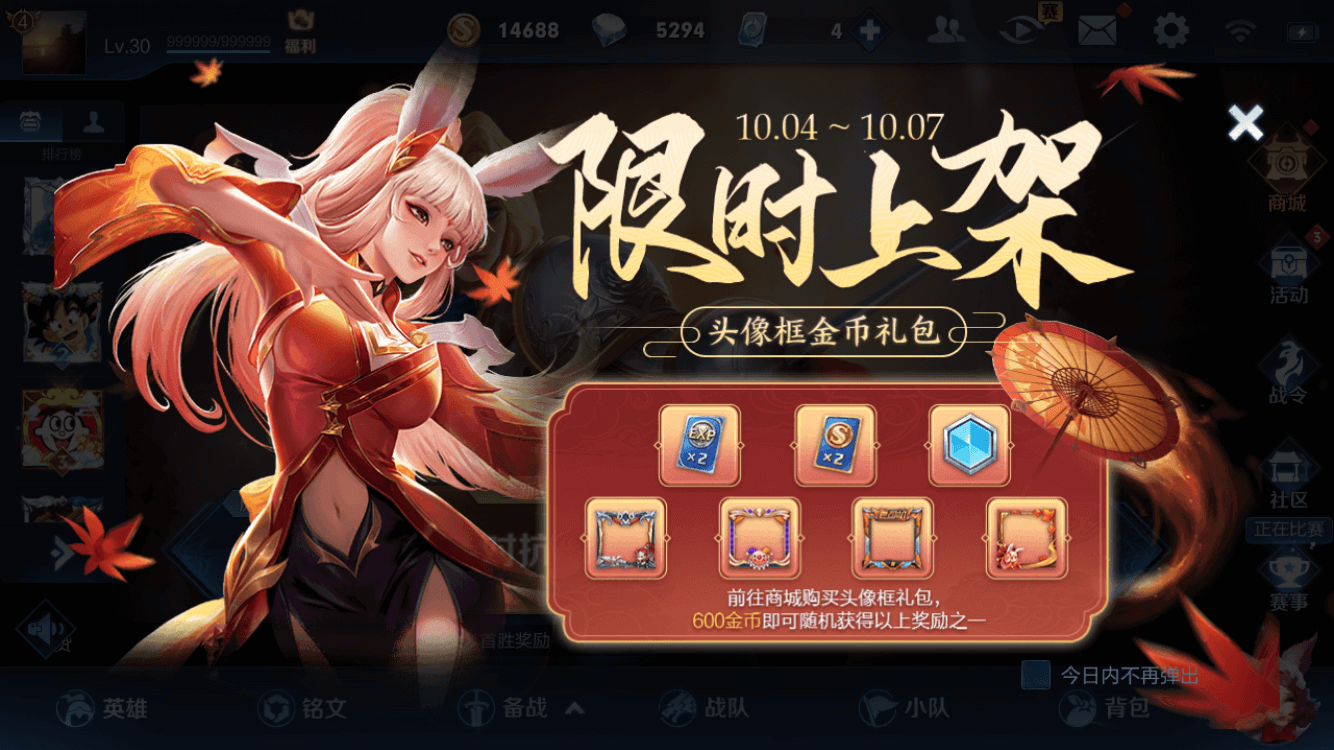 4
Lv.30
999999/999999
福利
14688
5294
4
赛
排行榜
10.04 ~ 10.07
限时上架
头像框金币礼包
EXP
×2
S
×2
前往商城购买头像框礼包，
600金币即可随机获得以上奖励之一
商城
3
活动
战令
社区
正在比赛
赛事
3
对抗
首胜奖励
今日内不再弹出
英雄
铭文
备战
战队
小队
背包